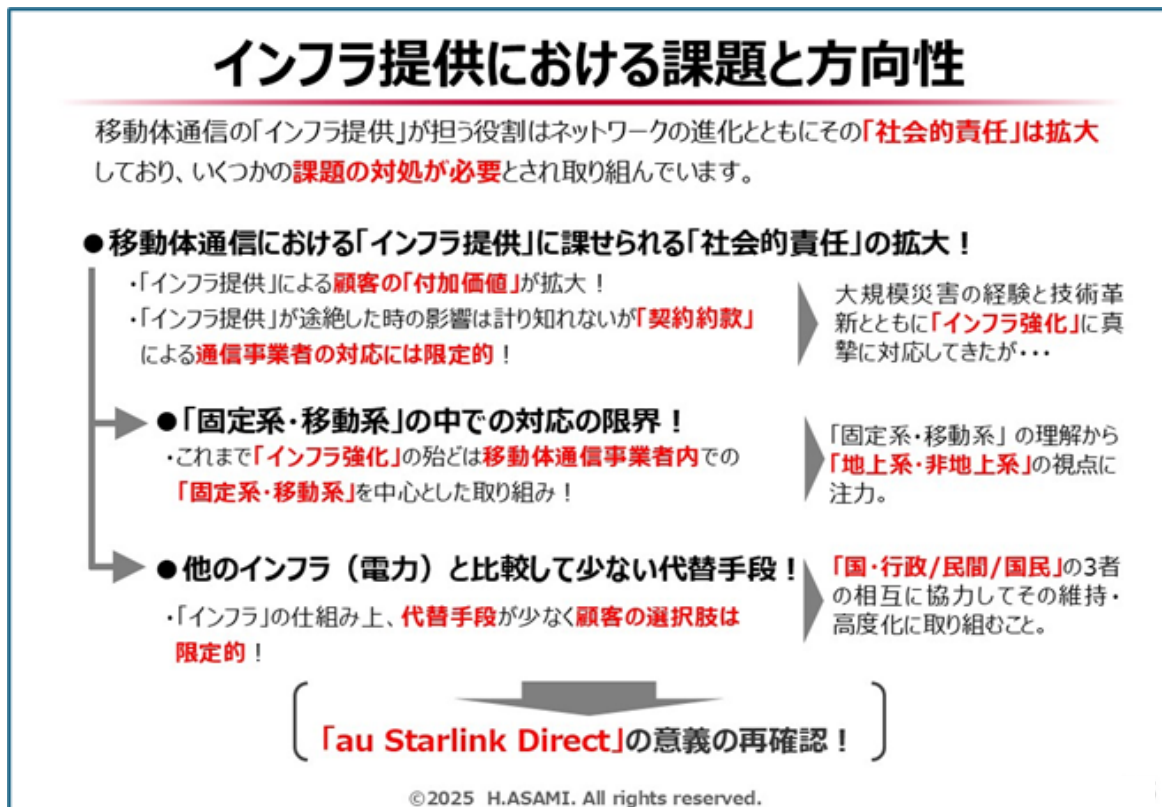 インフラ提供における課題と方向性
移動体通信の「インフラ提供」が担う役割はネットワークの進化とともにその「社会的責任」は拡大
しており、いくつかの課題の対処が必要とされ取り組んでいます。
●移動体通信における「インフラ提供」に課せられる「社会的責任」の拡大！
・「インフラ提供」による顧客の「付加価値」が拡大！
・「インフラ提供」が途絶した時の影響は計り知れないが「契約約款」
による通信事業者の対応には限定的！
大規模災害の経験と技術革
新とともに「インフラ強化」に真
摯に対応してきたが・・・
●「固定系・移動系」の中での対応の限界！
・これまで「インフラ強化」の殆どは移動体通信事業者内での
「固定系・移動系」を中心とした取り組み！
「固定系・移動系」の理解から
「地上系・非地上系」の視点に
注力。
●他のインフラ（電力）と比較して少ない代替手段！
・「インフラ」の仕組み上、代替手段が少なく顧客の選択肢は
限定的！
「国・行政/民間/国民」の3者
の相互に協力してその維持・
高度化に取り組むこと。
「au Starlink Direct」の意義の再確認！
©2025 H.ASAMI. All rights reserved.